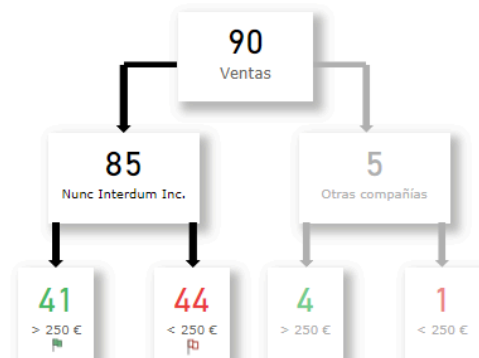 90
Ventas
85
Nunc Interdum Inc.
5
Otras compañías
41
> 250 €
44
< 250 €
4
> 250 €
1
< 250 €